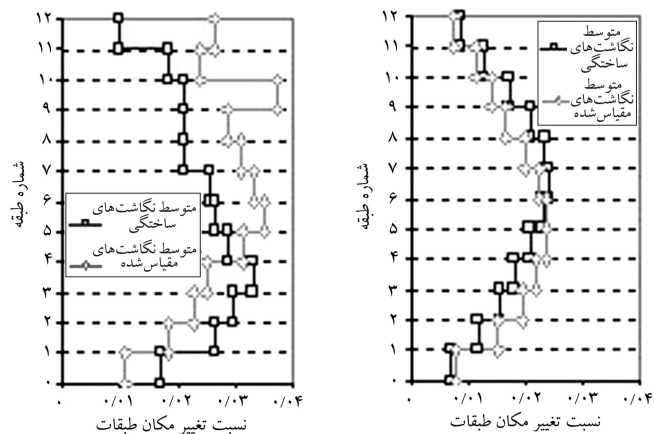 ۱۲
۱۱
۱۰
۹
۸
۷
۶
۵
۴
۳
۲
۱
۰
شماره طبقه
متوسط نگاشت‌های
ساختگی
متوسط نگاشت‌های
مقیاس‌شده
۰ ۰/۰۱ ۰/۰۲ ۰/۰۳ ۰/۰۴
نسبت تغییر مکان طبقات
۱۲
۱۱
۱۰
۹
۸
۷
۶
۵
۴
۳
۲
۱
۰
شماره طبقه
متوسط
نگاشت‌های
ساختگی
متوسط
نگاشت‌های
مقیاس‌شده
۰ ۰/۰۱ ۰/۰۲ ۰/۰۳ ۰/۰۴
نسبت تغییر مکان طبقات